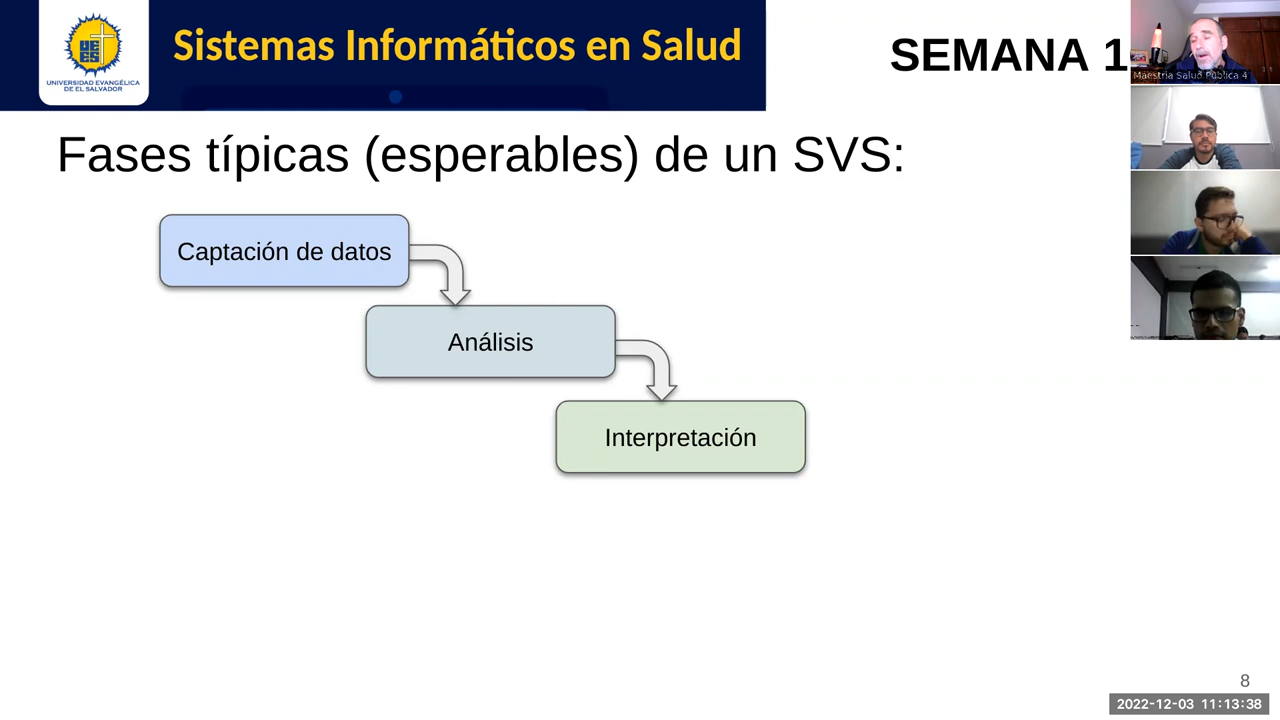 Sistemas Informáticos en Salud
SEMANA 1
UNIVERSIDAD EVANGÉLICA
DE EL SALVADOR
Maestria Salud Pública 4
Fases típicas (esperables) de un SVS:
Captación de datos
Análisis
Interpretación
8
2022-12-03 11:13:38